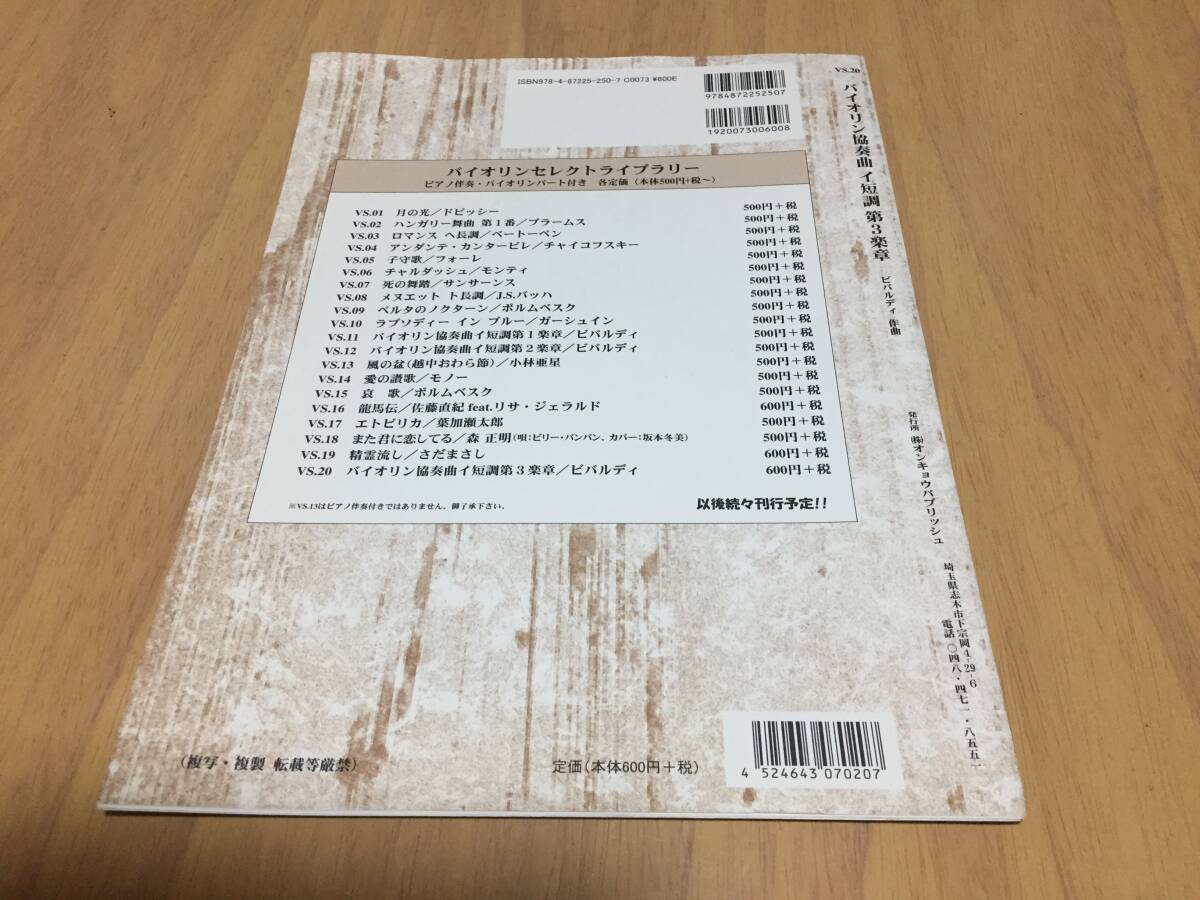 ISBN978-4-87225-250-7 C0073 ¥600E
9784872252507
1920073006008
バイオリンセレクトライブラリー
ピアノ伴奏・バイオリンパート付き 各定価（本体500円+税～）
VS.01 月の光／ドビッシー 500円＋税
VS.02 ハンガリー舞曲 第1番／ブラームス 500円＋税
VS.03 ロマンス ヘ長調／ベートーベン 500円＋税
VS.04 アンダンテ・カンタービレ／チャイコフスキー 500円＋税
VS.05 子守歌／フォーレ 500円＋税
VS.06 チャルダッシュ／モンティ 500円＋税
VS.07 死の舞踏／サンサーンス 500円＋税
VS.08 メヌエット ト長調／J.S.バッハ 500円＋税
VS.09 ベルタのノクターン／ポルムベスク 500円＋税
VS.10 ラプソディー イン ブルー／ガーシュイン 500円＋税
VS.11 バイオリン協奏曲イ短調第1楽章／ビバルディ 500円＋税
VS.12 バイオリン協奏曲イ短調第2楽章／ビバルディ 500円＋税
VS.13 風の盆（越中おわら節）／小林亜星 500円＋税
VS.14 愛の讃歌／モノー 500円＋税
VS.15 哀 歌／ポルムベスク 500円＋税
VS.16 龍馬伝／佐藤直紀 feat.リサ・ジェラルド 600円＋税
VS.17 エトピリカ／葉加瀬太郎 500円＋税
VS.18 また君に恋してる／森 正明（唄：ビリー・バンバン、カバー：坂本冬美） 500円＋税
VS.19 精霊流し／さだまさし 600円＋税
VS.20 バイオリン協奏曲イ短調第3楽章／ビバルディ 600円＋税
※VS.13はピアノ伴奏付きではありません。御了承下さい。
以後続々刊行予定!!
（複写・複製 転載等厳禁）
定価（本体600円＋税）
4 524643 070207
VS.20 バイオリン協奏曲 イ短調 第3楽章 ビバルディ 作曲
発行所 ㈱オンキョウパブリッシュ 埼玉県志木市下宗岡4-29-6
電話 〇四八・四七一・八五五一